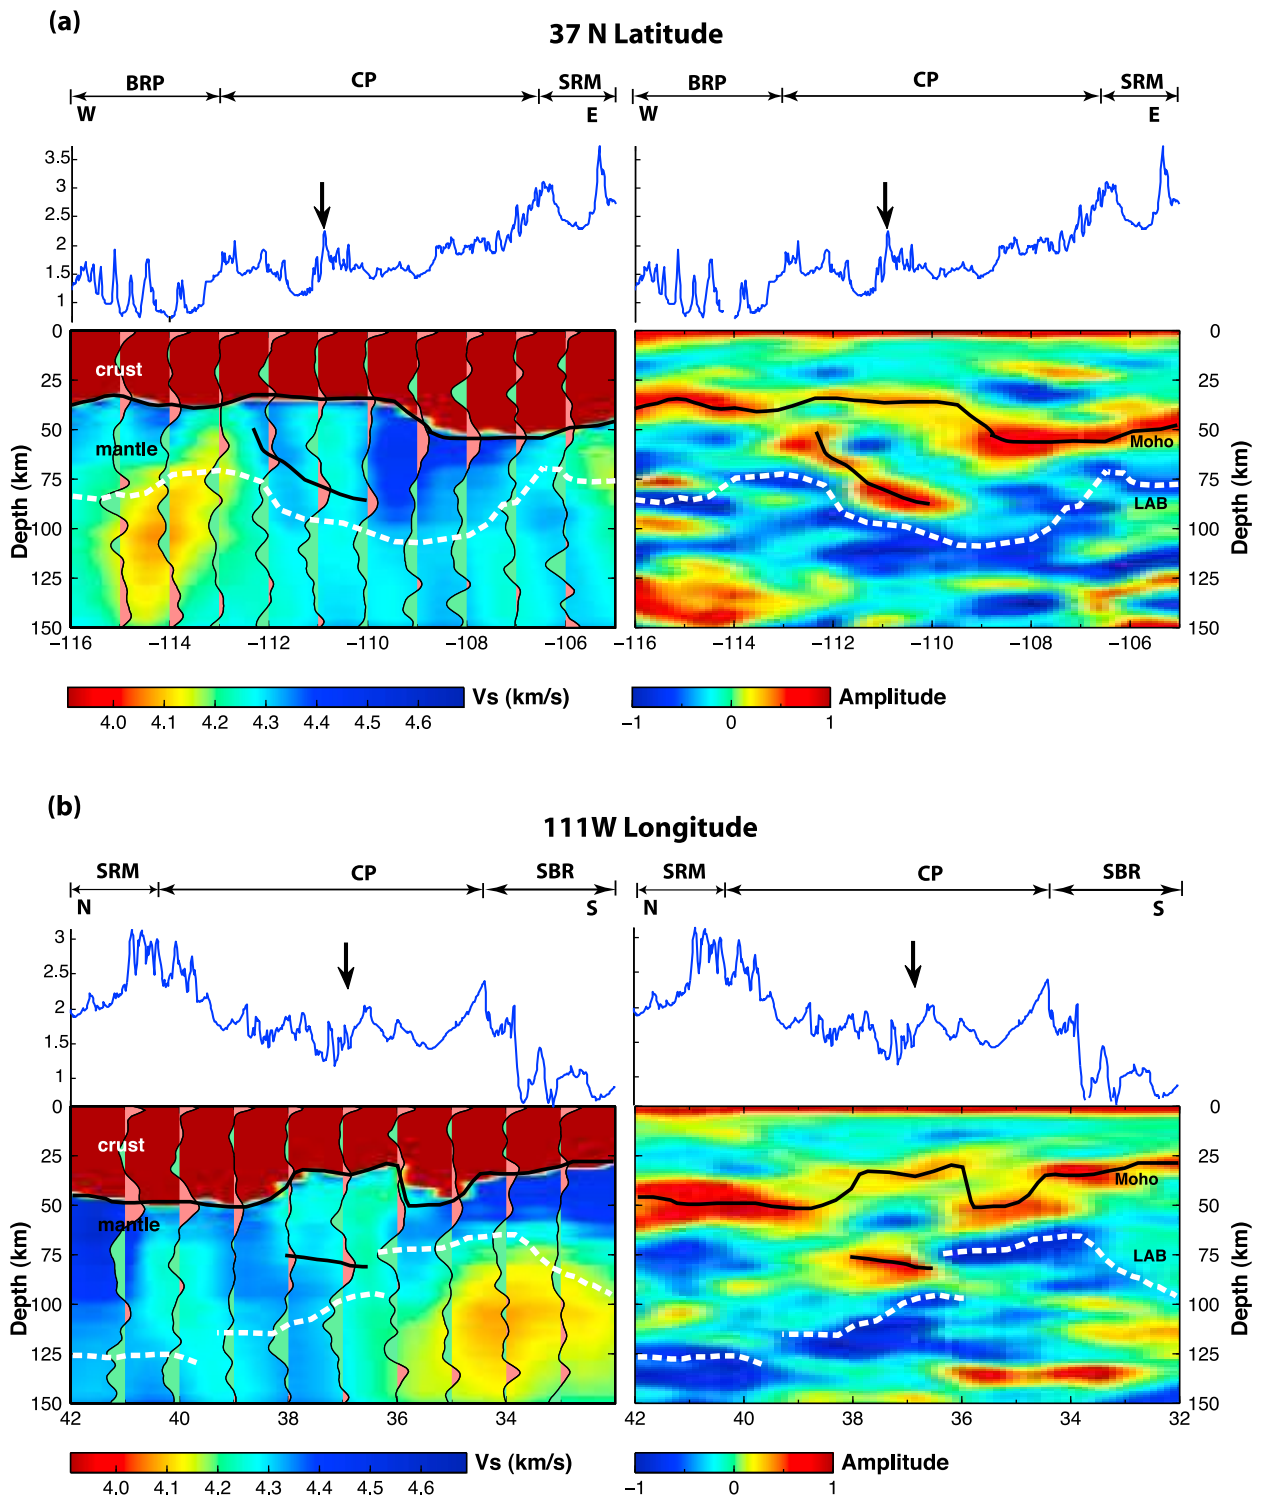 (a)
37 N Latitude
BRP CP SRM BRP CP SRM
W E W E
3.5
3
2.5
2
1.5
1
0 0
crust
25 25
50 50
Moho
mantle
75 75
LAB
100 100
125 125
150 150
Depth (km) Depth (km)
−116 −114 −112 −110 −108 −106 −116 −114 −112 −110 −108 −106
Vs (km/s) Amplitude
4.0 4.1 4.2 4.3 4.4 4.5 4.6 −1 0 1
(b)
111W Longitude
SRM CP SBR SRM CP SBR
N S N S
3
2.5
2
1.5
1
0 0
crust
25 25
Moho
50 50
mantle
75 LAB 75
100 100
125 125
150 150
Depth (km) Depth (km)
42 40 38 36 34 42 40 38 36 34 32
Vs (km/s) Amplitude
4.0 4.1 4.2 4.3 4.4 4.5 4.6 −1 0 1